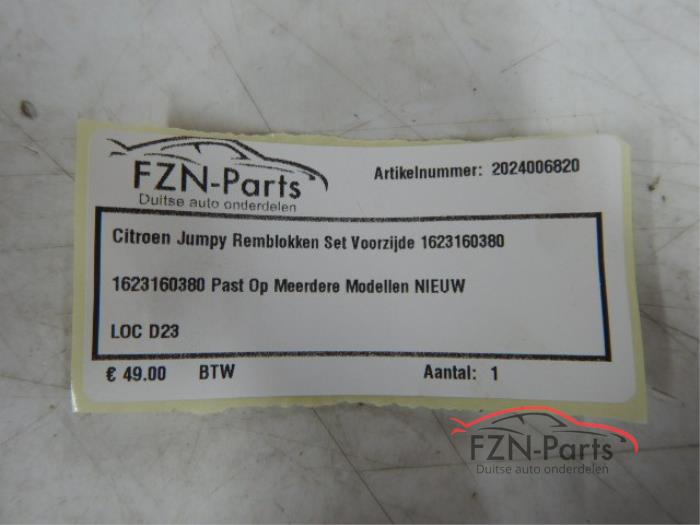 FZN-Parts
Duitse auto onderdelen
Artikelnummer: 2024006820
Citroen Jumpy Remblokken Set Voorzijde 1623160380
1623160380 Past Op Meerdere Modellen NIEUW
LOC D23
€ 49.00 BTW Aantal: 1
FZN-Parts
Duitse auto onderdelen